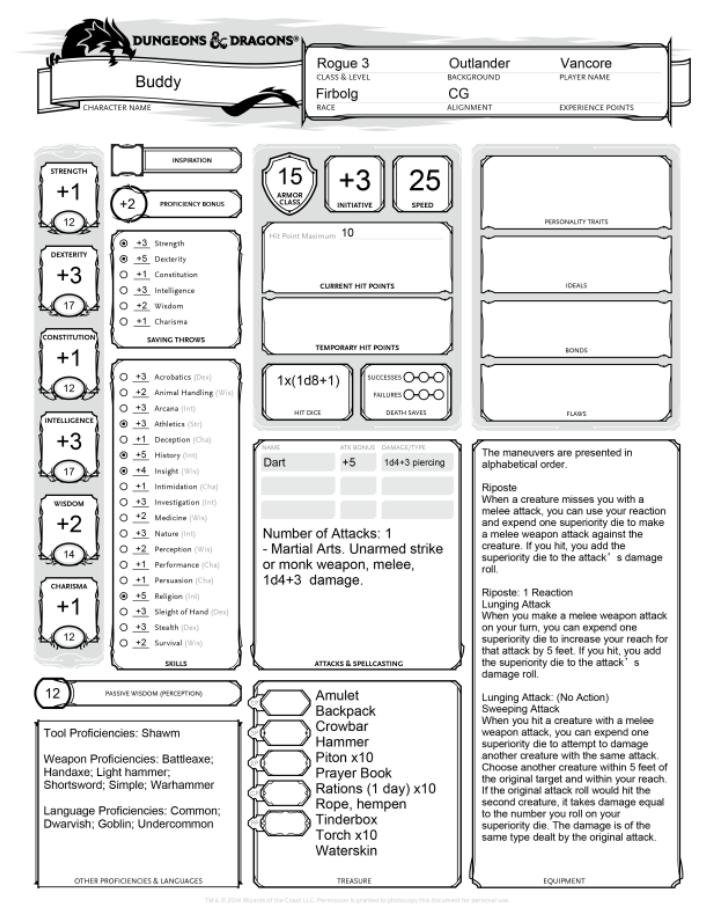 DUNGEONS & DRAGONS®
Buddy
CHARACTER NAME
Rogue 3 Outlander Vancore
CLASS & LEVEL BACKGROUND PLAYER NAME
Firbolg CG
RACE ALIGNMENT EXPERIENCE POINTS
STRENGTH
+1
12
DEXTERITY
+3
17
CONSTITUTION
+1
12
INTELLIGENCE
+3
17
WISDOM
+2
14
CHARISMA
+1
12
INSPIRATION
+2 PROFICIENCY BONUS
+3 Strength
+5 Dexterity
+1 Constitution
+3 Intelligence
+2 Wisdom
+1 Charisma
SAVING THROWS
+3 Acrobatics (Dex)
+2 Animal Handling (Wis)
+3 Arcana (Int)
+3 Athletics (Str)
+1 Deception (Cha)
+5 History (Int)
+4 Insight (Wis)
+1 Intimidation (Cha)
+3 Investigation (Int)
+2 Medicine (Wis)
+3 Nature (Int)
+2 Perception (Wis)
+1 Performance (Cha)
+1 Persuasion (Cha)
+5 Religion (Int)
+3 Sleight of Hand (Dex)
+3 Stealth (Dex)
+2 Survival (Wis)
SKILLS
12 PASSIVE WISDOM (PERCEPTION)
Tool Proficiencies: Shawm
Weapon Proficiencies: Battleaxe;
Handaxe; Light hammer;
Shortsword; Simple; Warhammer
Language Proficiencies: Common;
Dwarvish; Goblin; Undercommon
OTHER PROFICIENCIES & LANGUAGES
15
ARMOR
CLASS
+3
INITIATIVE
25
SPEED
Hit Point Maximum 10
CURRENT HIT POINTS
TEMPORARY HIT POINTS
1x(1d8+1)
HIT DICE
SUCCESSES
FAILURES
DEATH SAVES
NAME ATK BONUS DAMAGE/TYPE
Dart +5 1d4+3 piercing
Number of Attacks: 1
- Martial Arts. Unarmed strike
or monk weapon, melee,
1d4+3 damage.
ATTACKS & SPELLCASTING
Amulet
Backpack
Crowbar
Hammer
Piton x10
Prayer Book
Rations (1 day) x10
Rope, hempen
Tinderbox
Torch x10
Waterskin
TREASURE
PERSONALITY TRAITS
IDEALS
BONDS
FLAWS
The maneuvers are presented in
alphabetical order.
Riposte
When a creature misses you with a
melee attack, you can use your reaction
and expend one superiority die to make
a melee weapon attack against the
creature. If you hit, you add the
superiority die to the attack’s damage
roll.
Riposte: 1 Reaction
Lunging Attack
When you make a melee weapon attack
on your turn, you can expend one
superiority die to increase your reach for
that attack by 5 feet. If you hit, you add
the superiority die to the attack’s
damage roll.
Lunging Attack: (No Action)
Sweeping Attack
When you hit a creature with a melee
weapon attack, you can expend one
superiority die to attempt to damage
another creature with the same attack.
Choose another creature within 5 feet of
the original target and within your reach.
If the original attack roll would hit the
second creature, it takes damage equal
to the number you roll on your
superiority die. The damage is of the
same type dealt by the original attack.
EQUIPMENT
TM & © 2014 Wizards of the Coast LLC. Permission is granted to photocopy this document for personal use.